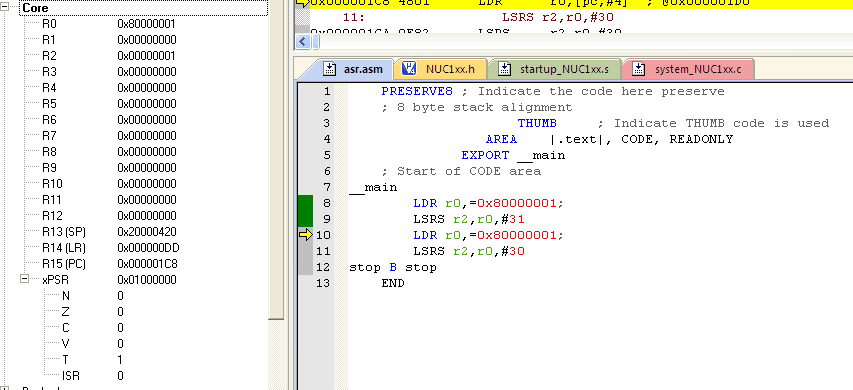 Core
R0 0x80000001
R1 0x00000000
R2 0x00000001
R3 0x00000000
R4 0x00000000
R5 0x00000000
R6 0x00000000
R7 0x00000000
R8 0x00000000
R9 0x00000000
R10 0x00000000
R11 0x00000000
R12 0x00000000
R13 (SP) 0x20000420
R14 (LR) 0x000000DD
R15 (PC) 0x000001C8
xPSR 0x01000000
N 0
Z 0
C 0
V 0
T 1
ISR 0
0x000001C8 4801 LDR r0,[pc,#4] ; @0x000001D0
11: LSRS r2,r0,#30
0x000001CA 0F82 LSRS r2,r0,#30
asr.asm NUC1xx.h startup_NUC1xx.s system_NUC1xx.c
1 PRESERVE8 ; Indicate the code here preserve
2 ; 8 byte stack alignment
3 THUMB ; Indicate THUMB code is used
4 AREA |.text|, CODE, READONLY
5 EXPORT __main
6 ; Start of CODE area
7 __main
8 LDR r0,=0x80000001;
9 LSRS r2,r0,#31
10 LDR r0,=0x80000001;
11 LSRS r2,r0,#30
12 stop B stop
13 END